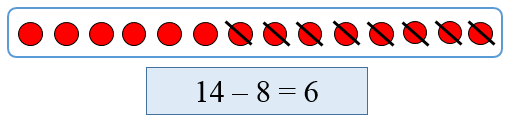 14 – 8 = 6